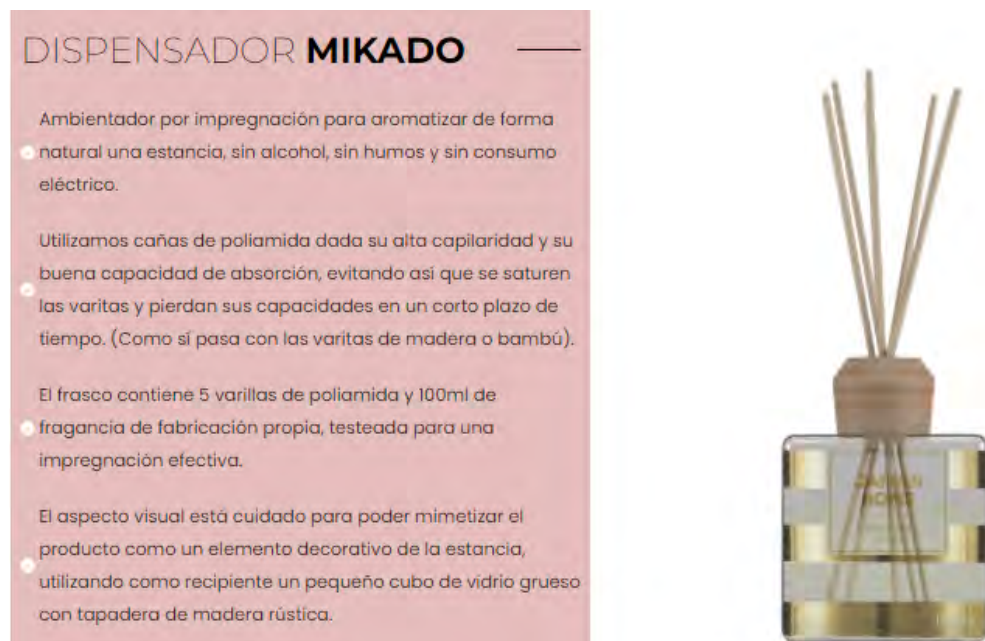 DISPENSADOR MIKADO
Ambientador por impregnación para aromatizar de forma
natural una estancia, sin alcohol, sin humos y sin consumo
eléctrico.
Utilizamos cañas de poliamida dada su alta capilaridad y su
buena capacidad de absorción, evitando así que se saturen
las varitas y pierdan sus capacidades en un corto plazo de
tiempo. (Como sí pasa con las varitas de madera o bambú).
El frasco contiene 5 varillas de poliamida y 100ml de
fragancia de fabricación propia, testeada para una
impregnación efectiva.
El aspecto visual está cuidado para poder mimetizar el
producto como un elemento decorativo de la estancia,
utilizando como recipiente un pequeño cubo de vidrio grueso
con tapadera de madera rústica.